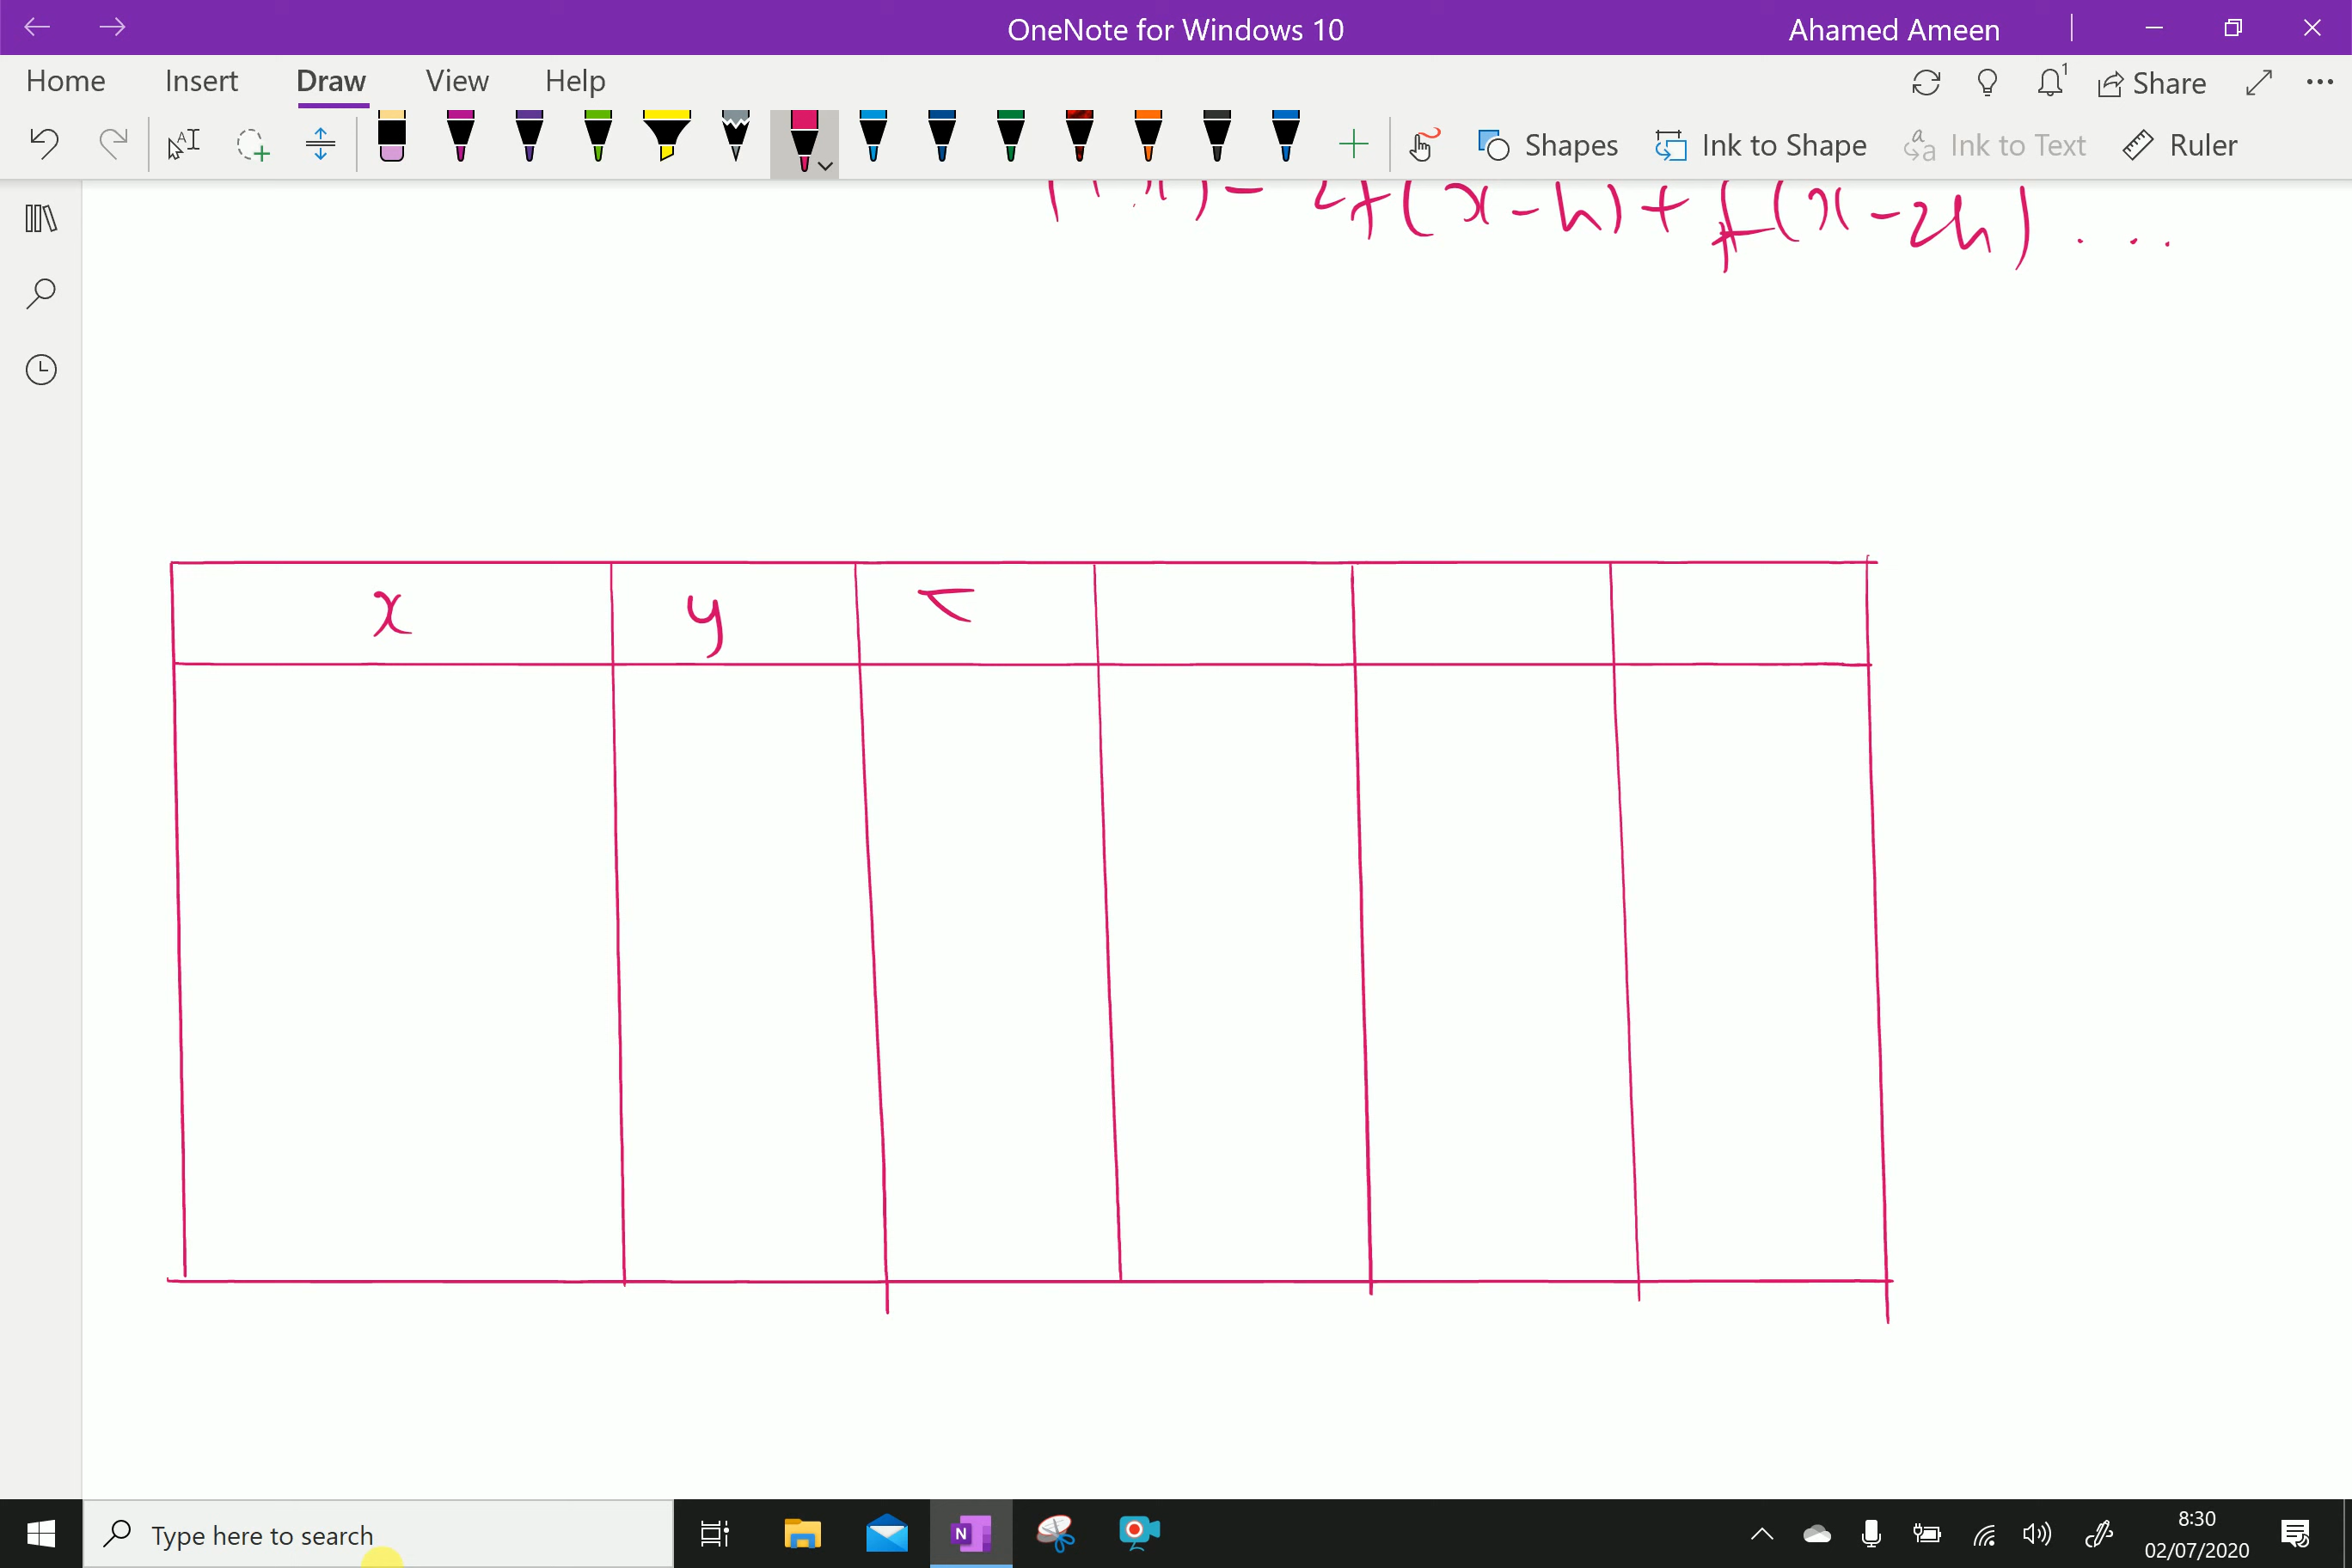 OneNote for Windows 10 Ahamed Ameen
Home Insert Draw View Help Share
Shapes Ink to Shape Ink to Text Ruler
- 2f(x-h) + f(x-2h) ....
x y
Type here to search
8:30
02/07/2020